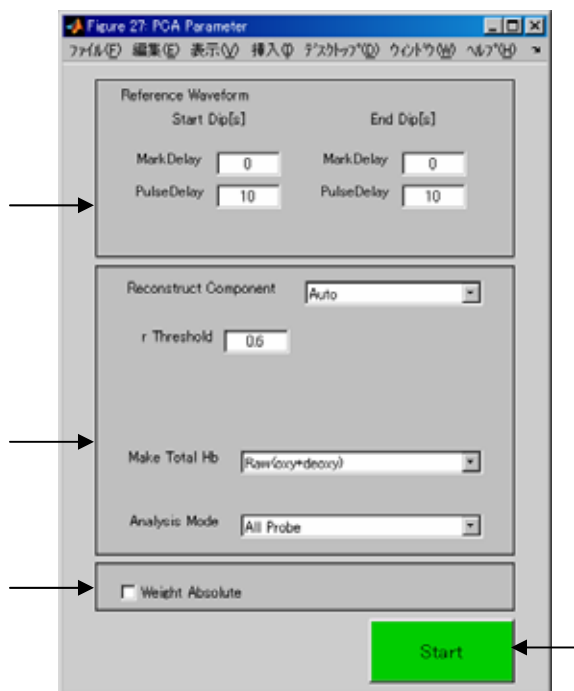 Figure 27: PCA Parameter
ファイル(F) 編集(E) 表示(V) 挿入(I) デスクトップ(D) ウィンドウ(W) ヘルプ(H)
Reference Waveform
Start Dip[s] End Dip[s]
MarkDelay 0 MarkDelay 0
PulseDelay 10 PulseDelay 10
Reconstruct Component Auto
r Threshold 0.6
Make Total Hb Raw(oxy+deoxy)
Analysis Mode All Probe
Weight Absolute
Start